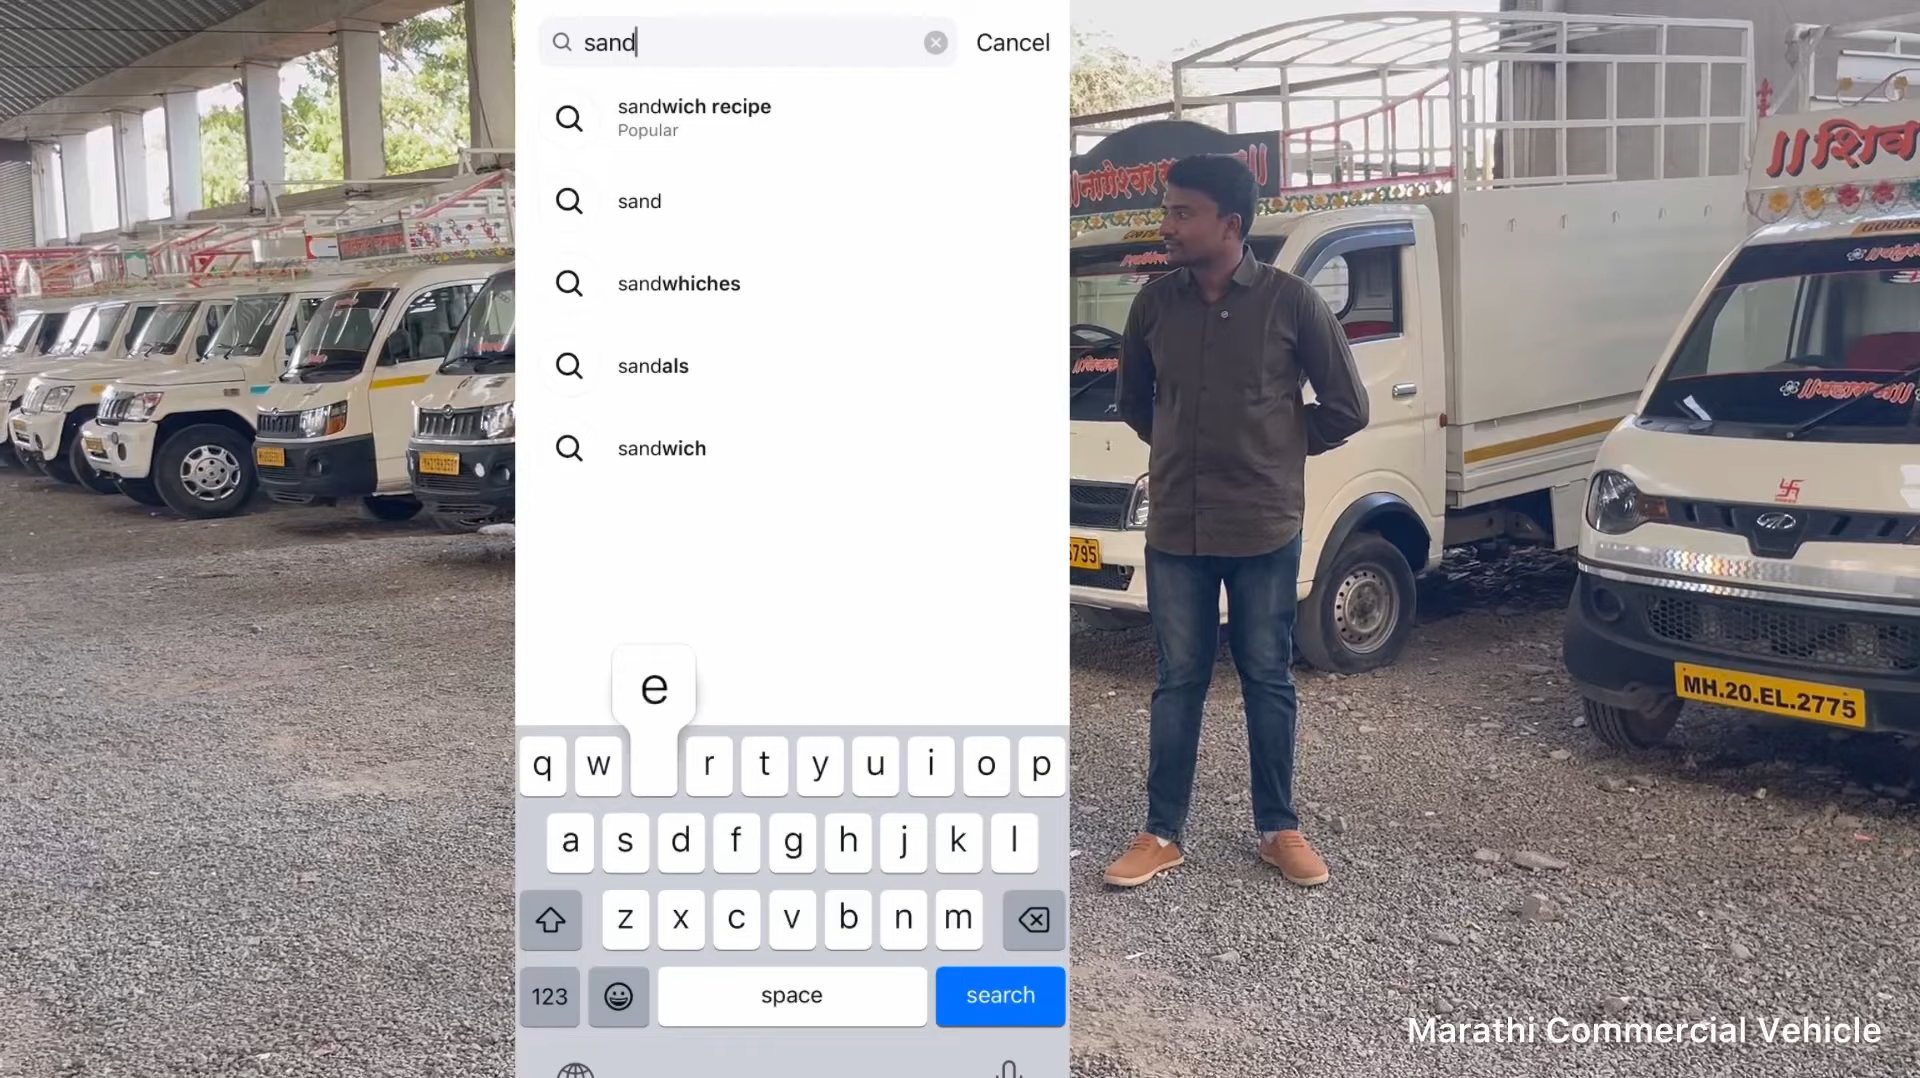 sand
Cancel
sandwich recipe
Popular
sand
sandwhiches
sandals
sandwich
e
q w r t y u i o p
a s d f g h j k l
z x c v b n m
123
space
search
॥ शिव
MH.20.EL.2775
Marathi Commercial Vehicle